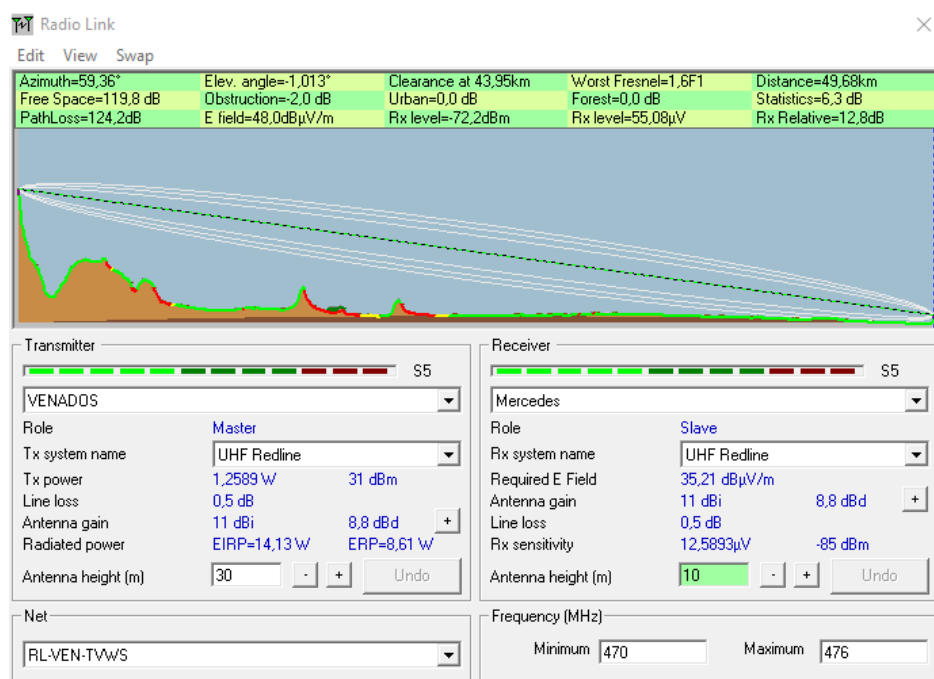 Radio Link
Edit View Swap
Azimuth=59,36° Elev. angle=-1,013° Clearance at 43,95km Worst Fresnel=1,6F1 Distance=49,68km
Free Space=119,8 dB Obstruction=-2,0 dB Urban=0,0 dB Forest=0,0 dB Statistics=6,3 dB
PathLoss=124,2dB E field=48,0dBµV/m Rx level=-72,2dBm Rx level=55,08µV Rx Relative=12,8dB
Transmitter
S5
VENADOS
Role Master
Tx system name UHF Redline
Tx power 1,2589 W 31 dBm
Line loss 0,5 dB
Antenna gain 11 dBi 8,8 dBd +
Radiated power EIRP=14,13 W ERP=8,61 W
Antenna height (m) 30 - + Undo
Net
RL-VEN-TVWS
Receiver
S5
Mercedes
Role Slave
Rx system name UHF Redline
Required E Field 35,21 dBµV/m
Antenna gain 11 dBi 8,8 dBd +
Line loss 0,5 dB
Rx sensitivity 12,5893µV -85 dBm
Antenna height (m) 10 - + Undo
Frequency (MHz)
Minimum 470 Maximum 476